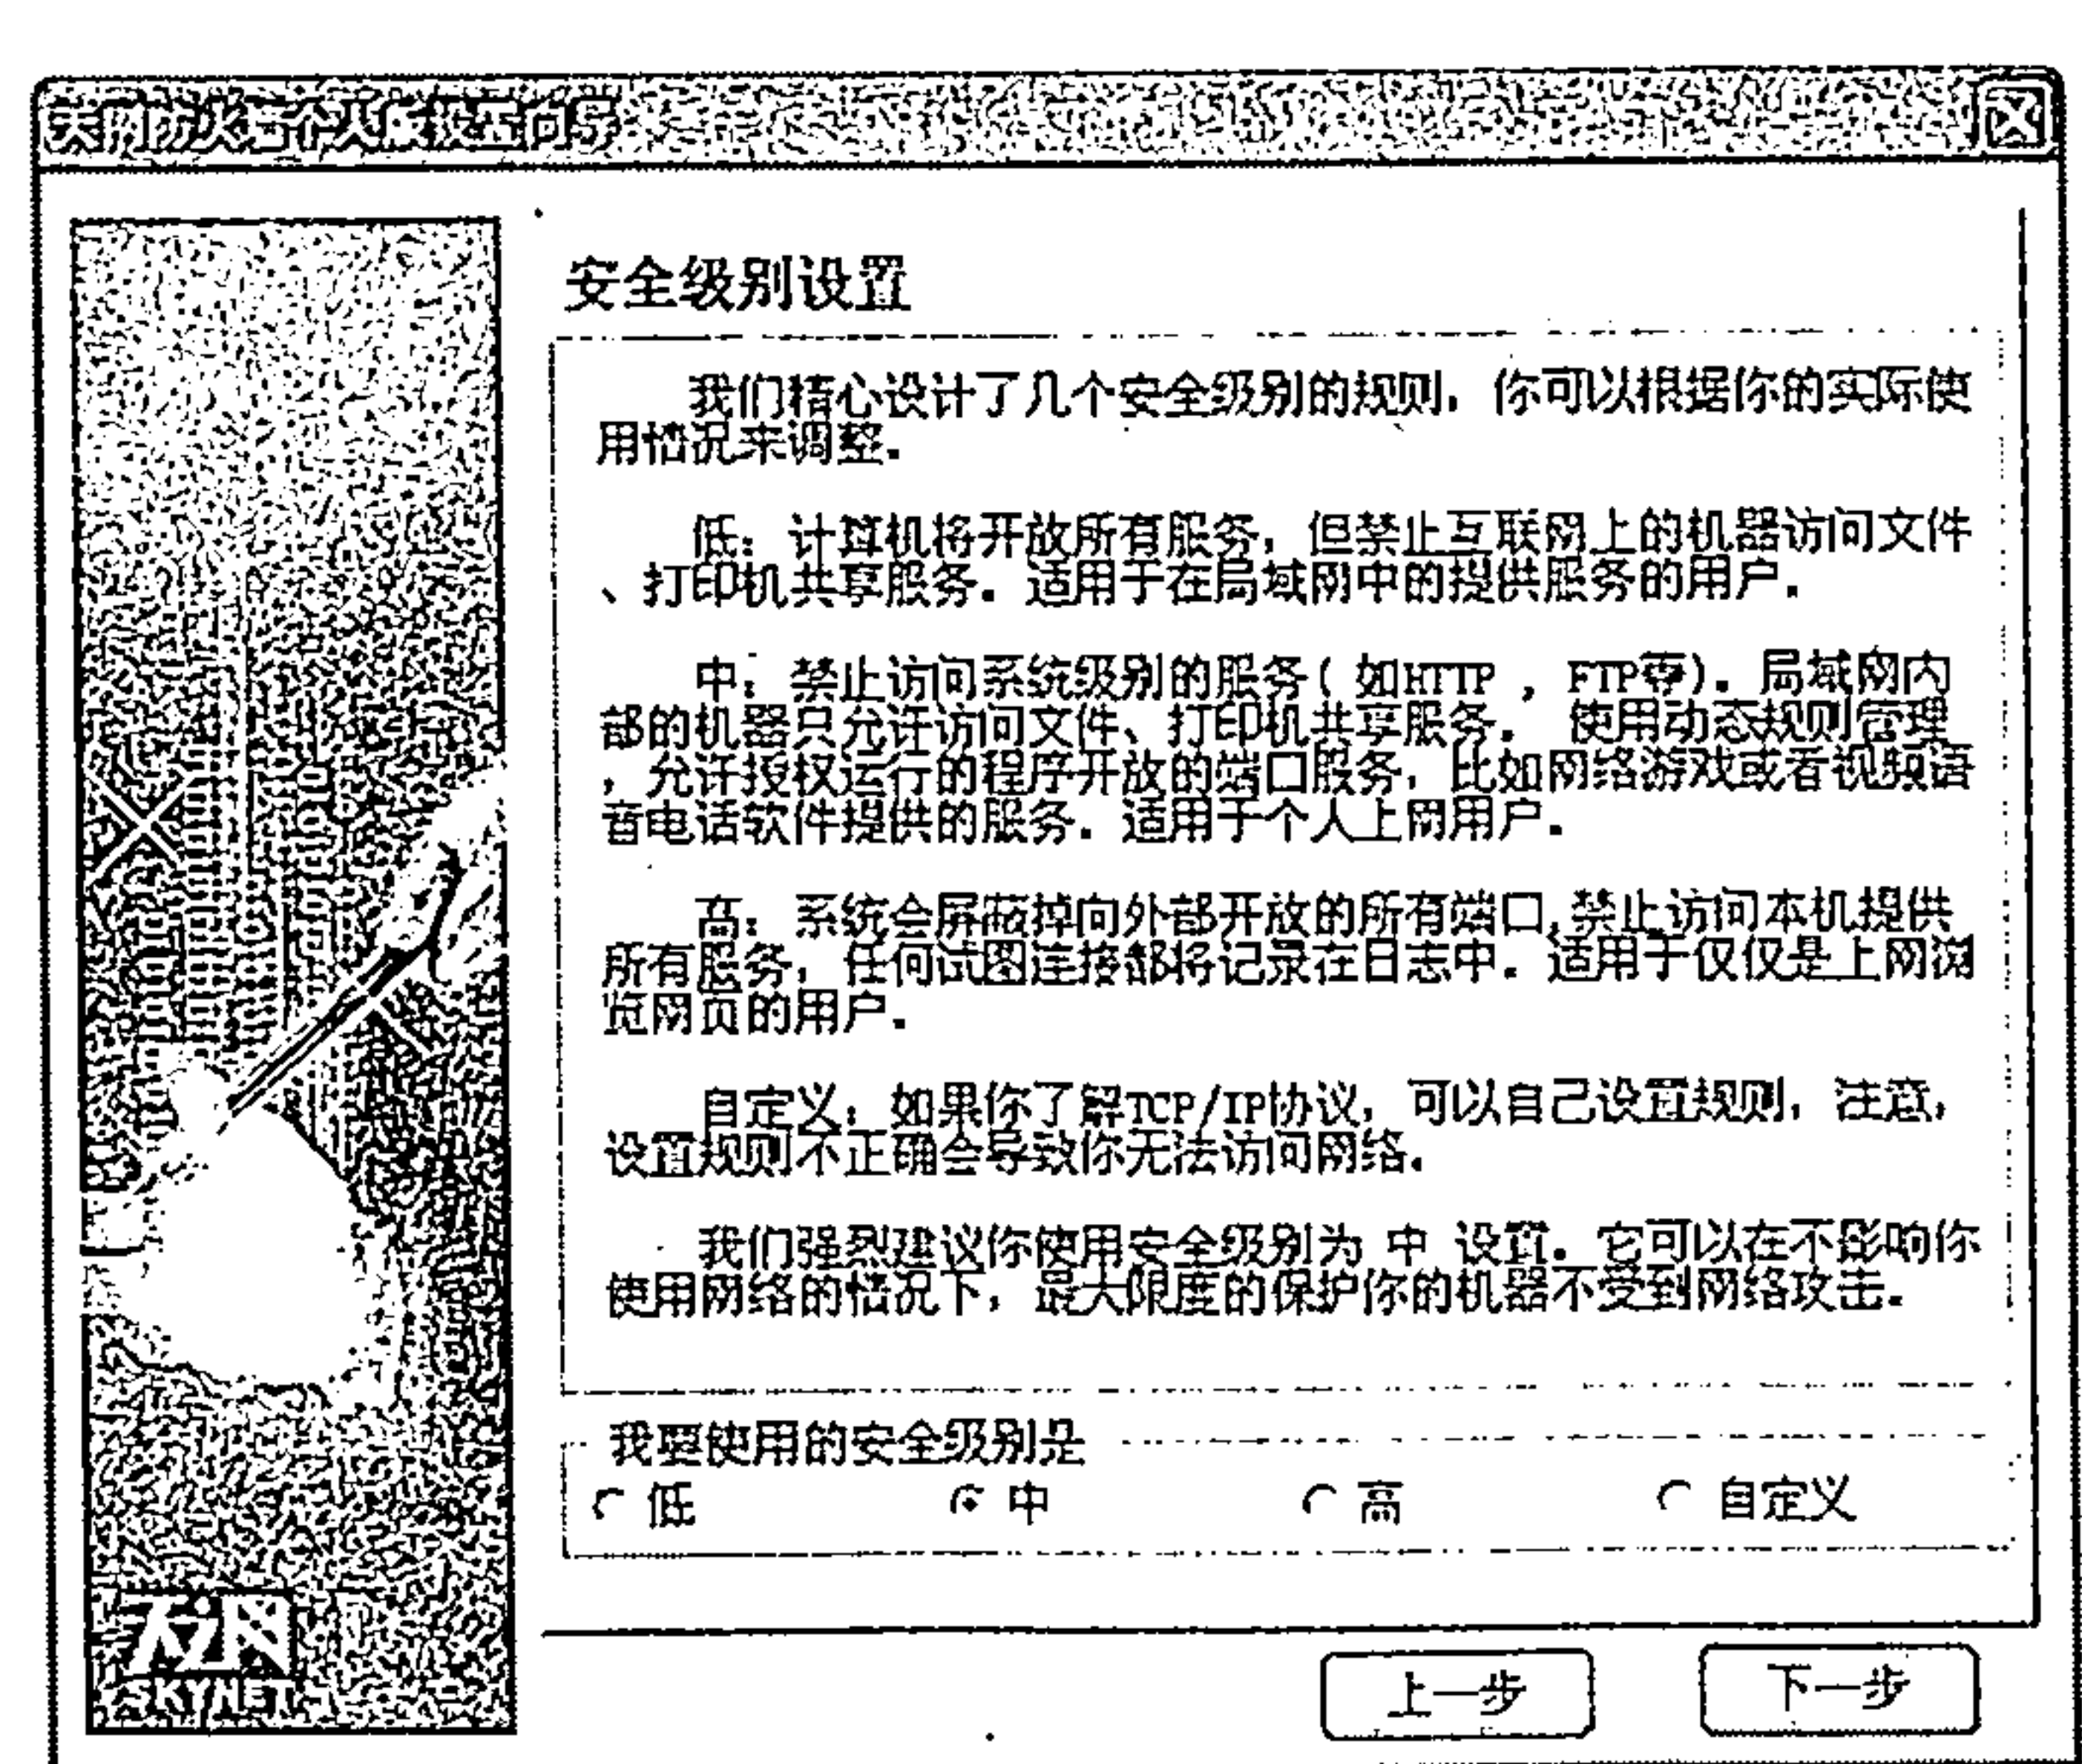 天网防火墙个人版设置向导
安全级别设置
我们精心设计了几个安全级别的规则，你可以根据你的实际使
用情况来调整。
低：计算机将开放所有服务，但禁止互联网上的机器访问文件
、打印机共享服务。适用于在局域网中的提供服务的用户。
中：禁止访问系统级别的服务(如HTTP，FTP等)。局域网内
部的机器只允许访问文件、打印机共享服务。使用动态规则管理
，允许授权运行的程序开放的端口服务，比如网络游戏或者视频语
音电话软件提供的服务。适用于个人上网用户。
高：系统会屏蔽掉向外部开放的所有端口,禁止访问本机提供
所有服务，任何试图连接都将记录在日志中。适用于仅仅是上网浏
览网页的用户。
自定义：如果你了解TCP/IP协议，可以自己设置规则，注意，
设置规则不正确会导致你无法访问网络。
我们强烈建议你使用安全级别为 中 设置。它可以在不影响你
使用网络的情况下，最大限度的保护你的机器不受到网络攻击。
我要使用的安全级别是
低 中 高 自定义
天网
SKYNET
上一步 下一步